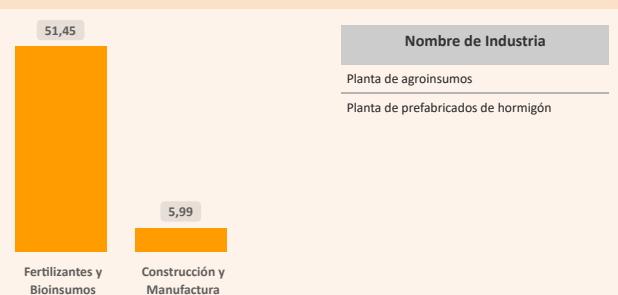 51,45
5,99
Fertilizantes y
Bioinsumos
Construcción y
Manufactura
Nombre de Industria
Planta de agroinsumos
Planta de prefabricados de hormigón